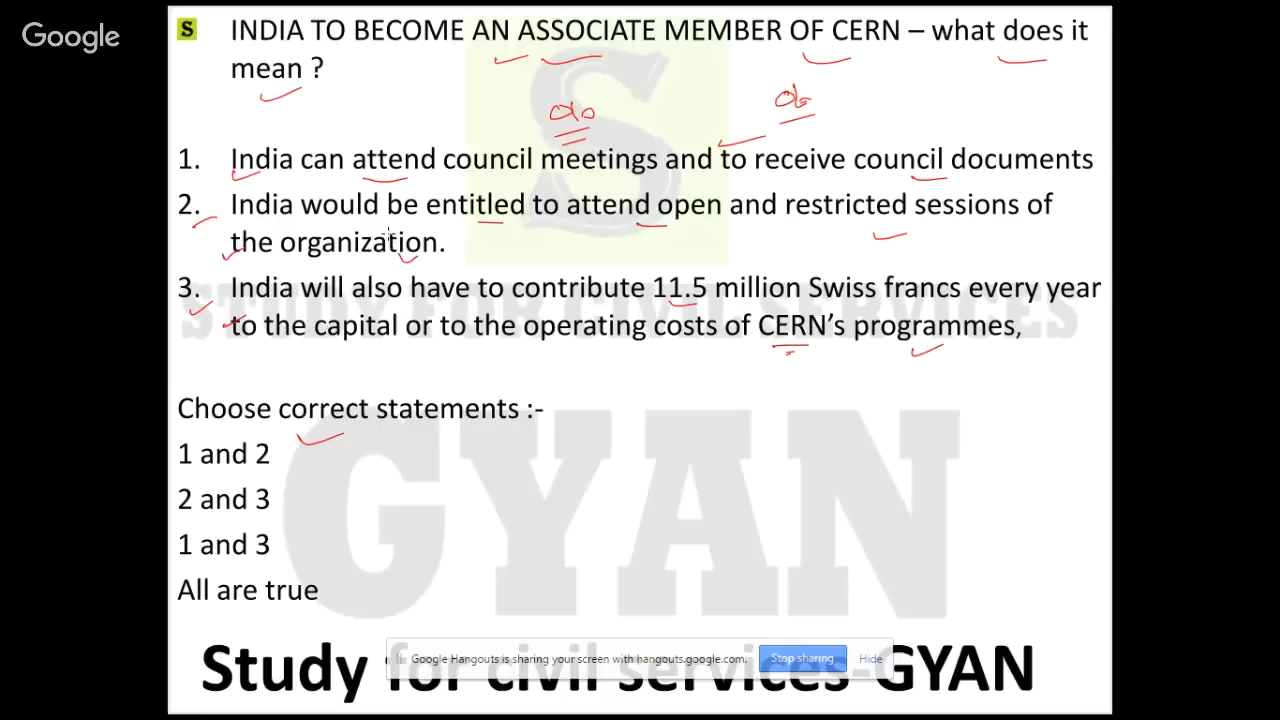 Google
S
INDIA TO BECOME AN ASSOCIATE MEMBER OF CERN – what does it
mean ?
1. India can attend council meetings and to receive council documents
2. India would be entitled to attend open and restricted sessions of
the organization.
3. India will also have to contribute 11.5 million Swiss francs every year
to the capital or to the operating costs of CERN’s programmes,
STUDY FOR CIVIL SERVICES
GYAN
Choose correct statements :-
1 and 2
2 and 3
1 and 3
All are true
Google Hangouts is sharing your screen with hangouts.google.com. Stop sharing Hide
Study for civil services-GYAN